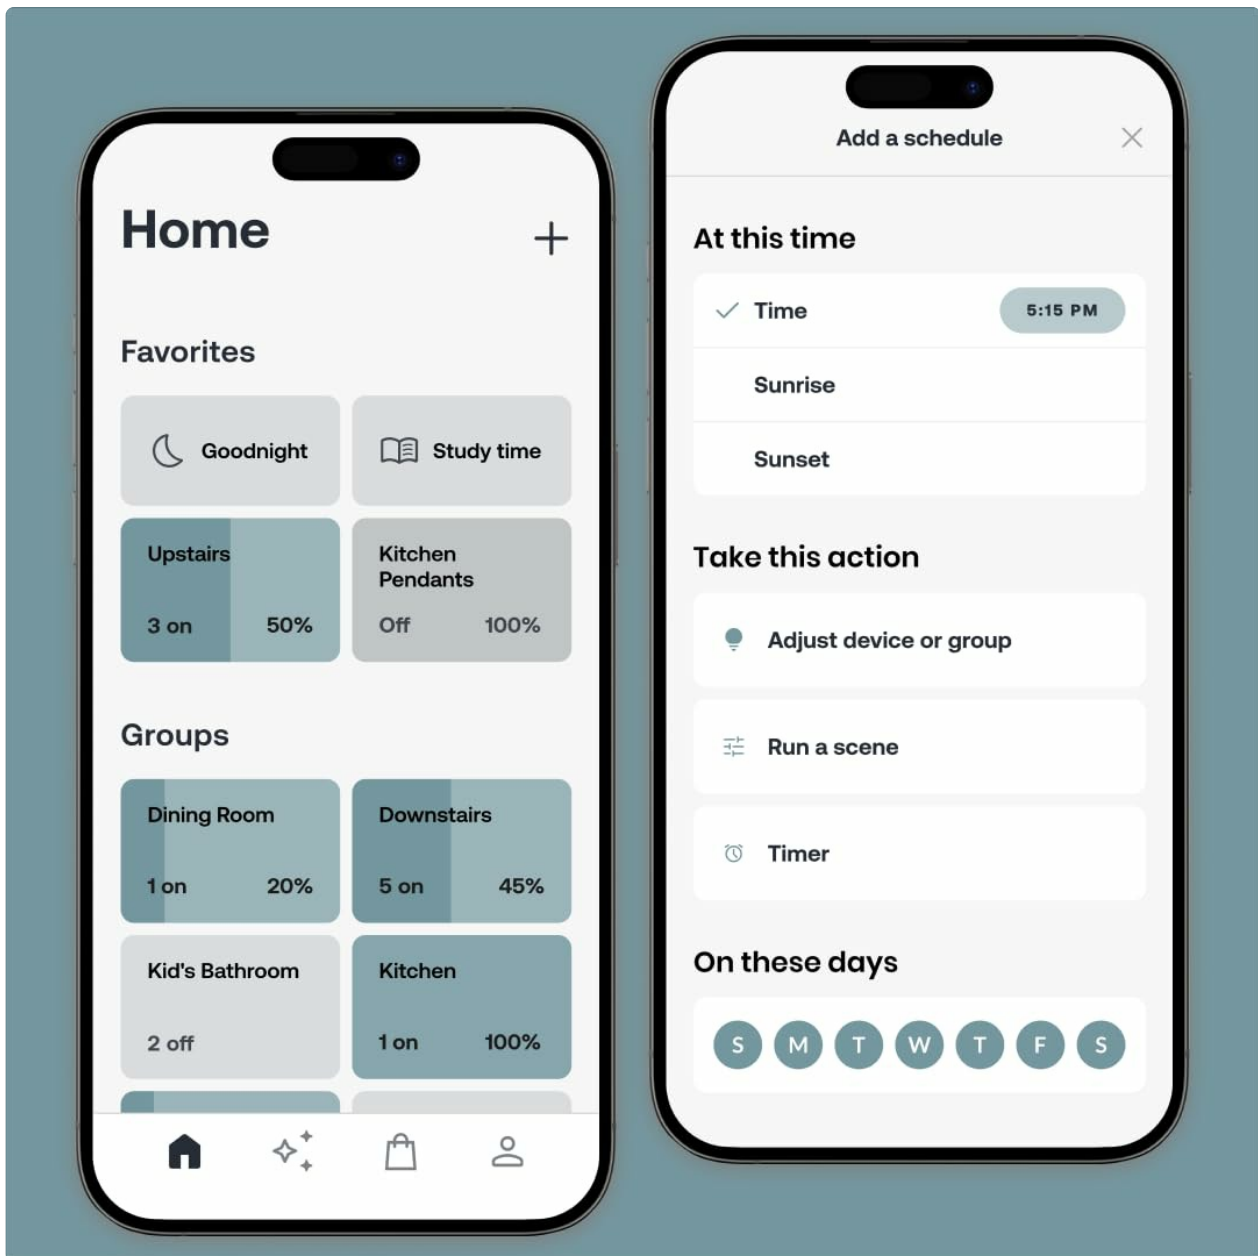 Home
Favorites
Goodnight
Study time
Upstairs
3 on 50%
Kitchen
Pendants
Off 100%
Groups
Dining Room
1 on 20%
Downstairs
5 on 45%
Kid's Bathroom
2 off
Kitchen
1 on 100%
Add a schedule
At this time
Time 5:15 PM
Sunrise
Sunset
Take this action
Adjust device or group
Run a scene
Timer
On these days
S M T W T F S